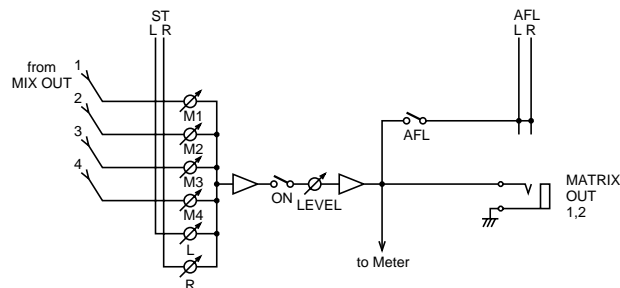 ST
L R
AFL
L R
from
MIX OUT
1
2
3
4
M1
M2
M3
M4
L
R
ON
LEVEL
AFL
to Meter
MATRIX
OUT
1,2